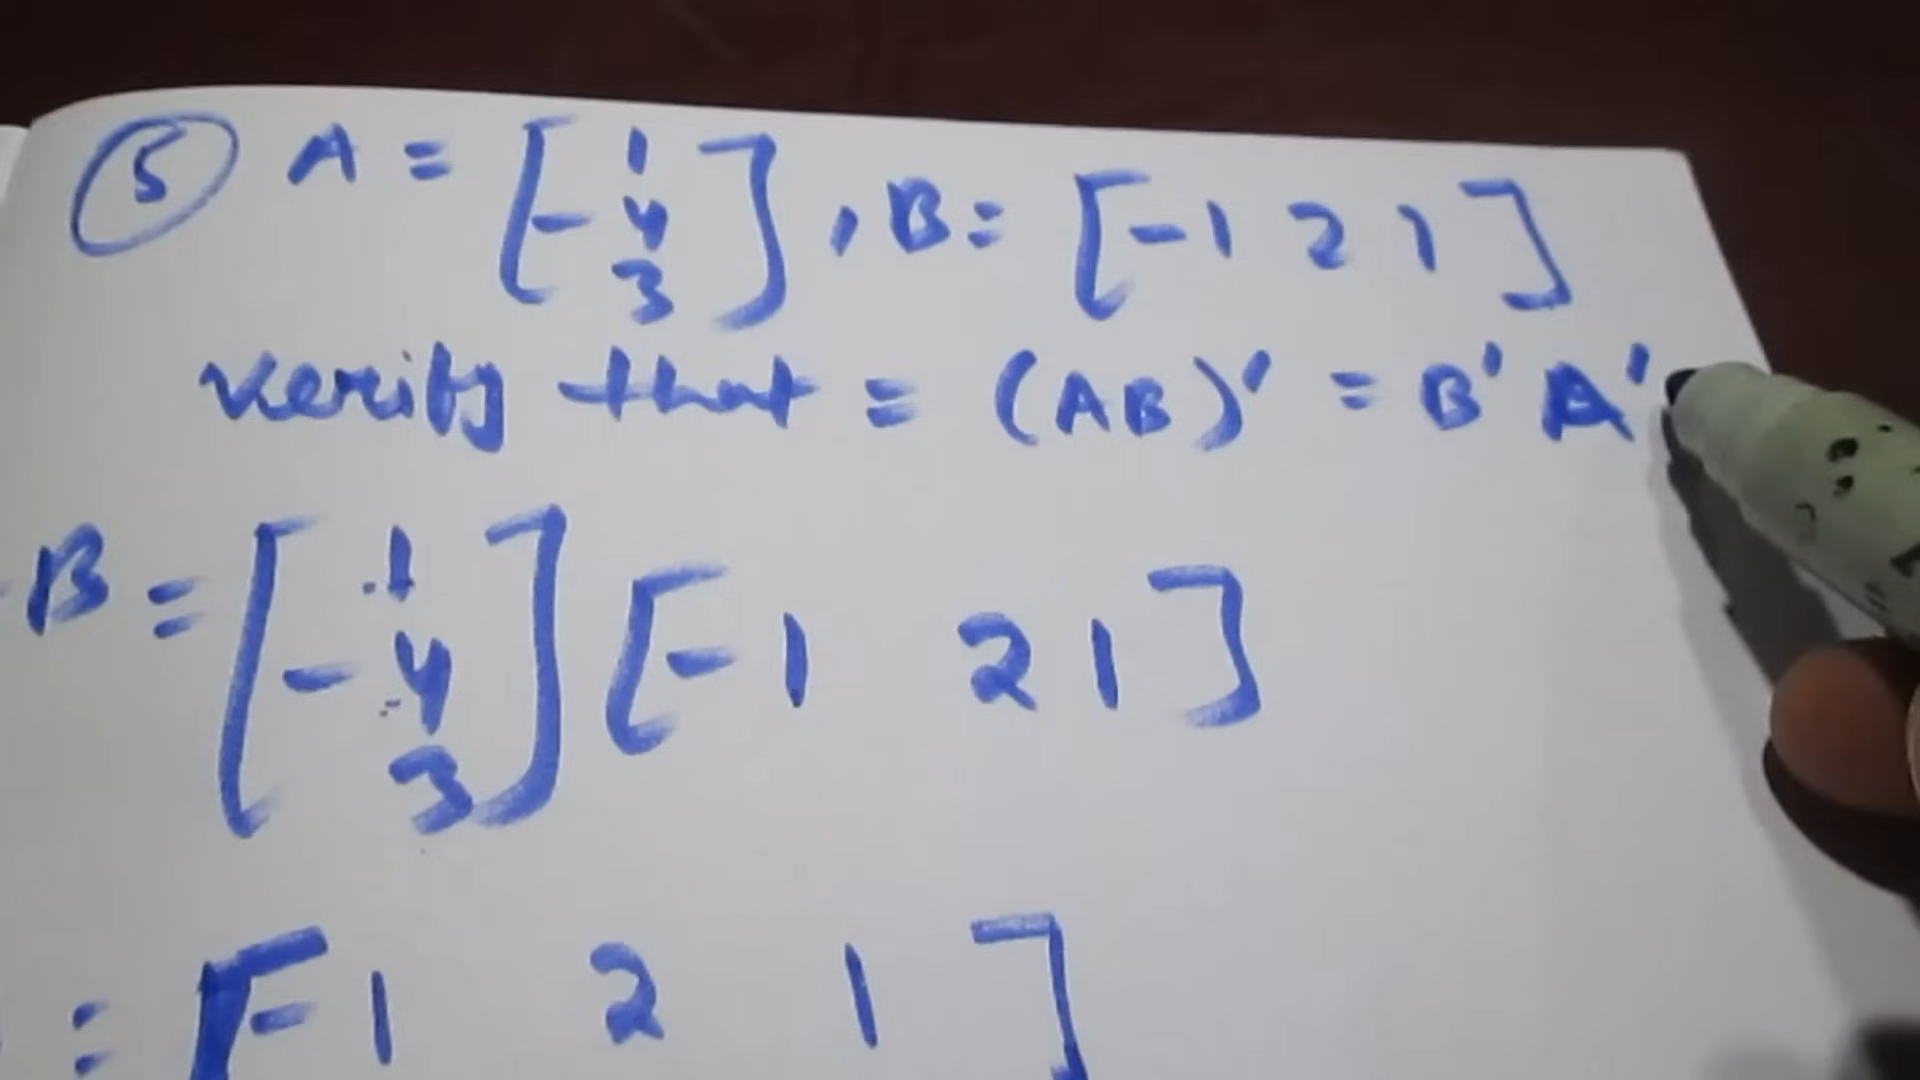 5 A = [ 1 -4 3 ] , B = [ -1 2 1 ]
verify that = (AB)' = B' A'
B = [ 1 -4 3 ] [ -1 2 1 ]
= [ -1 2 1 ]